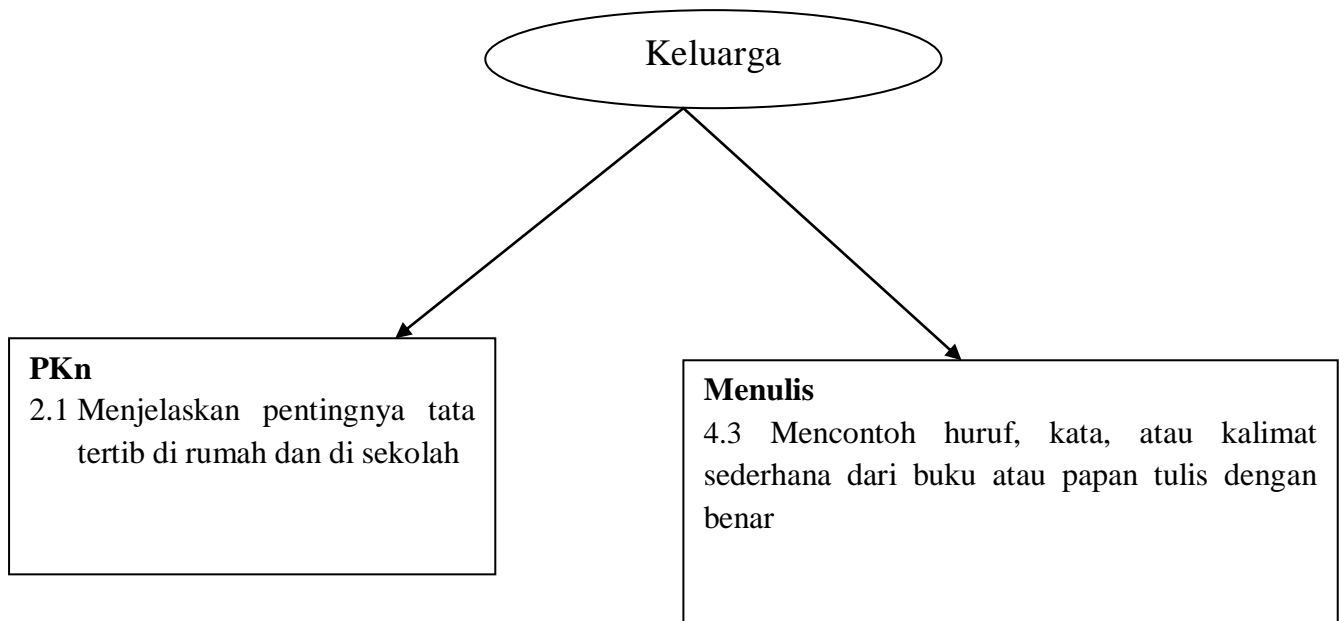 Keluarga
PKn
2.1 Menjelaskan pentingnya tata
tertib di rumah dan di sekolah
Menulis
4.3 Mencontoh huruf, kata, atau kalimat
sederhana dari buku atau papan tulis dengan
benar